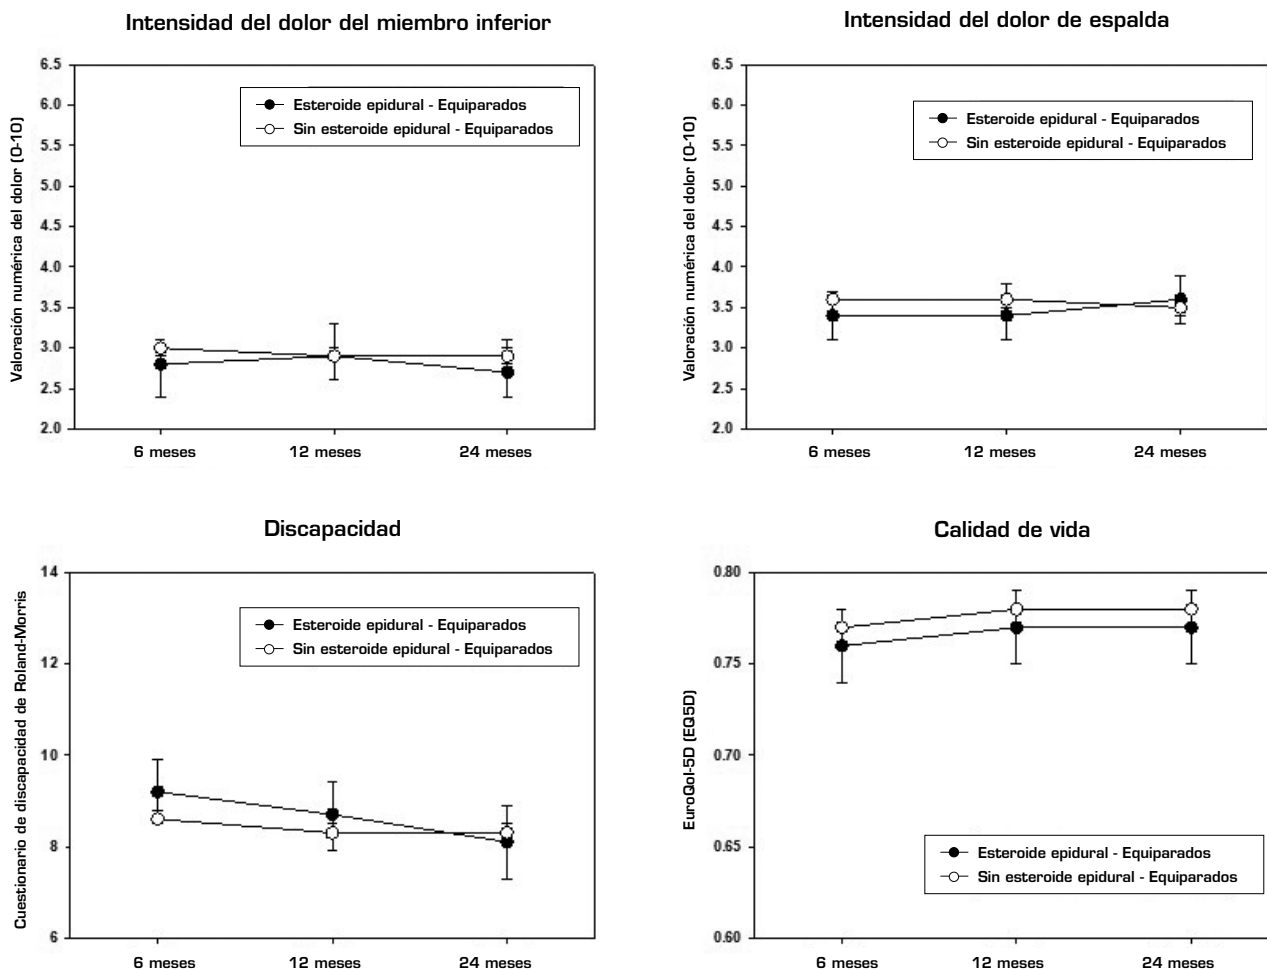 Intensidad del dolor del miembro inferior
Valoración numérica del dolor (0-10)
6.5
6.0
5.5
5.0
4.5
4.0
3.5
3.0
2.5
2.0
Esteroide epidural - Equiparados
Sin esteroide epidural - Equiparados
6 meses
12 meses
24 meses
Intensidad del dolor de espalda
Valoración numérica del dolor (0-10)
6.5
6.0
5.5
5.0
4.5
4.0
3.5
3.0
2.5
2.0
Esteroide epidural - Equiparados
Sin esteroide epidural - Equiparados
6 meses
12 meses
24 meses
Discapacidad
Cuestionario de discapacidad de Roland-Morris
14
12
10
8
6
Esteroide epidural - Equiparados
Sin esteroide epidural - Equiparados
6 meses
12 meses
24 meses
Calidad de vida
EuroQol-5D (EQ5D)
0.80
0.75
0.70
0.65
0.60
Esteroide epidural - Equiparados
Sin esteroide epidural - Equiparados
6 meses
12 meses
24 meses